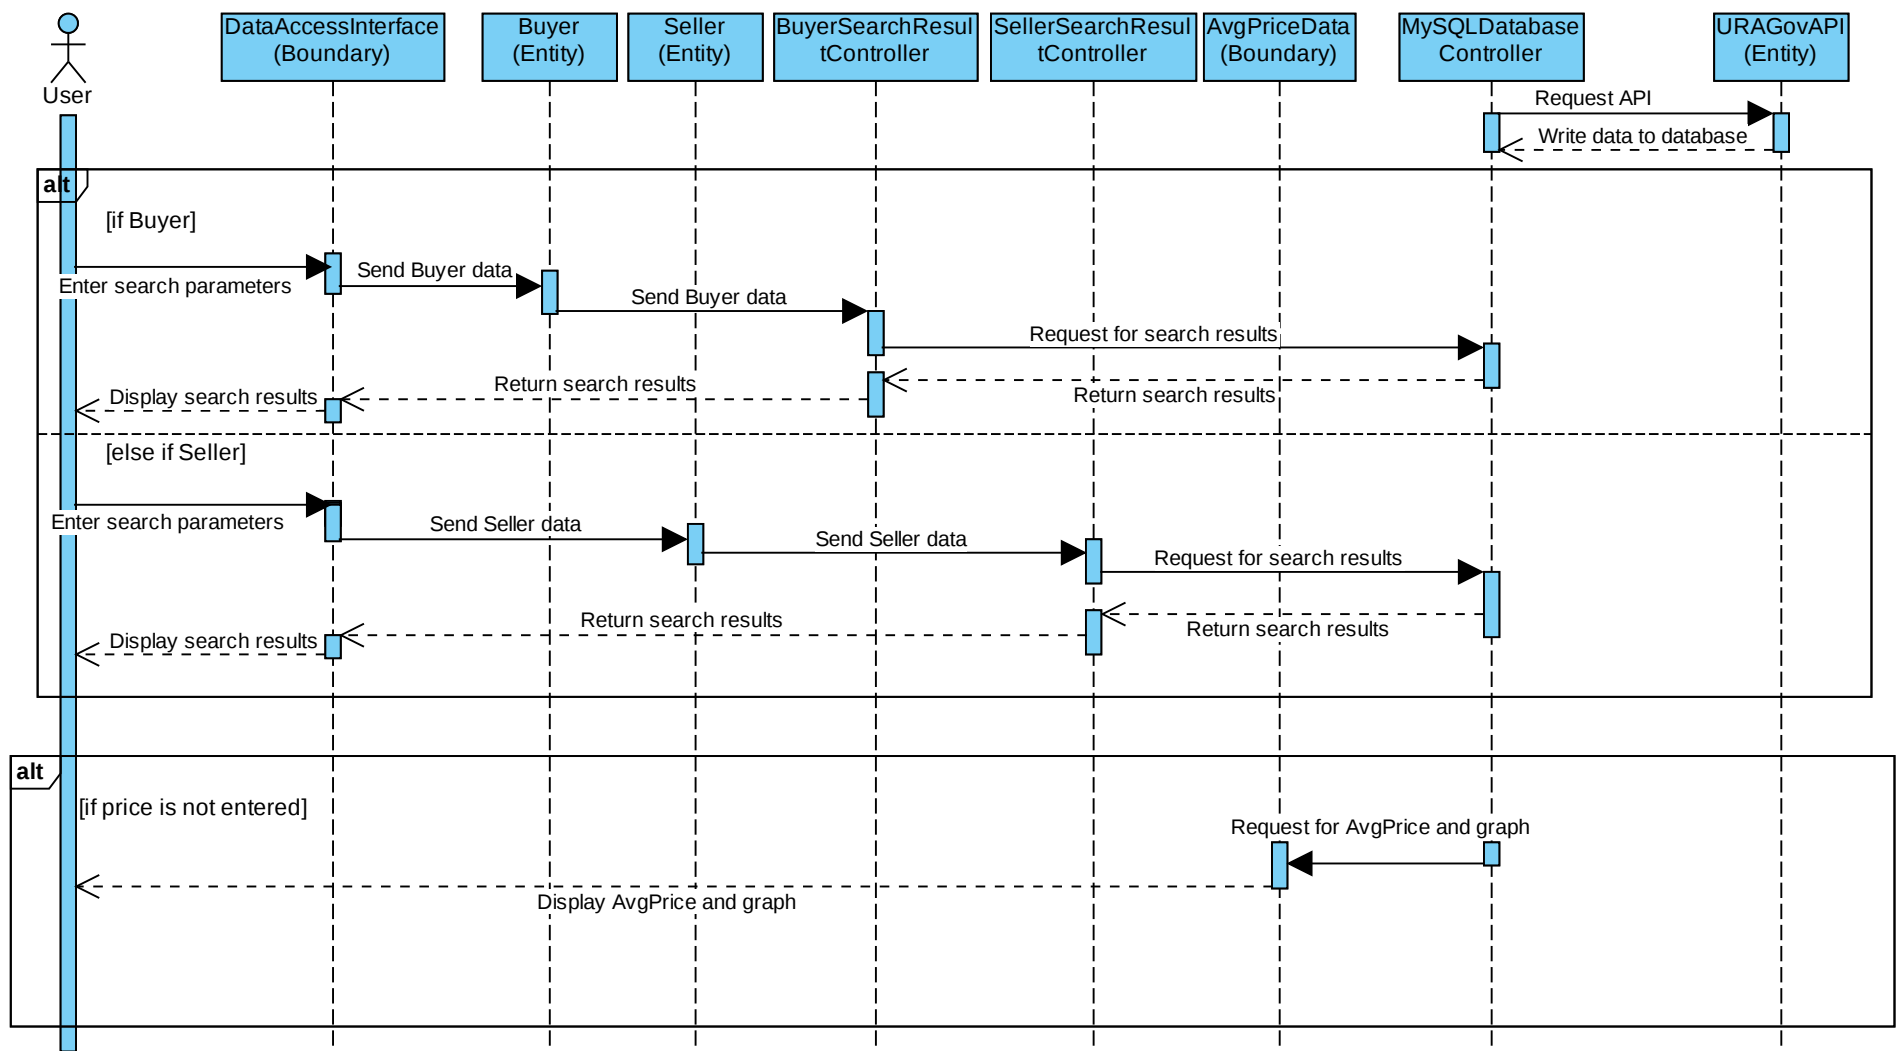 DataAccessInterface
(Boundary)
Buyer
(Entity)
Seller
(Entity)
BuyerSearchResul
tController
SellerSearchResul
tController
AvgPriceData
(Boundary)
MySQLDatabase
Controller
URAGovAPI
(Entity)
User
Request API
Write data to database
alt
[if Buyer]
Enter search parameters
Send Buyer data
Send Buyer data
Request for search results
Return search results
Return search results
Display search results
[else if Seller]
Enter search parameters
Send Seller data
Send Seller data
Request for search results
Return search results
Return search results
Display search results
alt
[if price is not entered]
Request for AvgPrice and graph
Display AvgPrice and graph